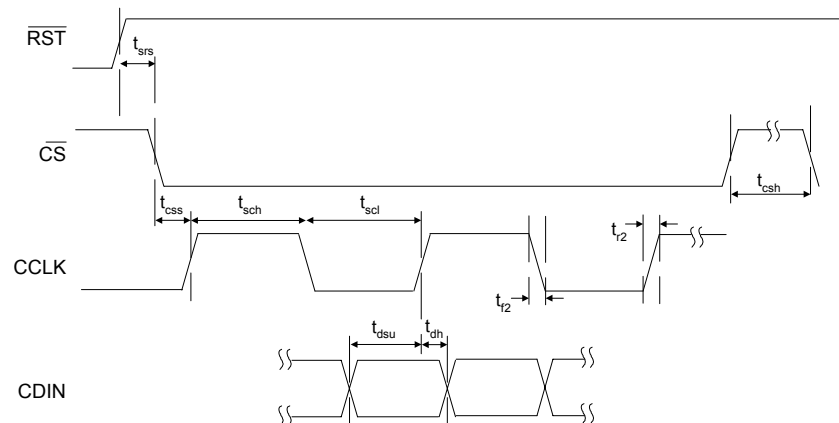 RST
t_srs
CS
t_csh
t_css t_sch t_scl
t_r2
CCLK
t_f2
t_dsu t_dh
CDIN